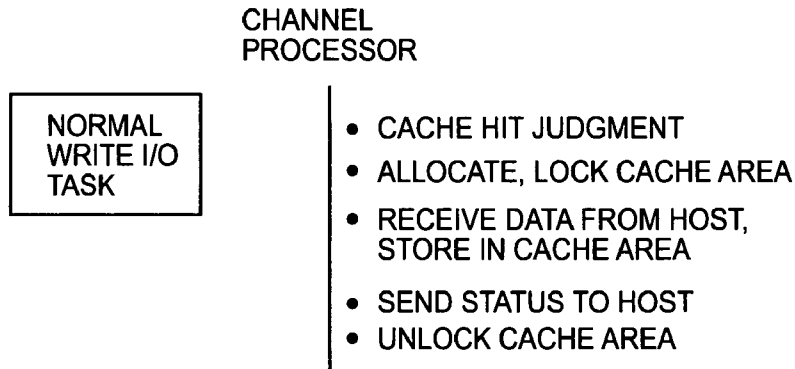 CHANNEL
PROCESSOR
NORMAL
WRITE I/O
TASK
• CACHE HIT JUDGMENT
• ALLOCATE, LOCK CACHE AREA
• RECEIVE DATA FROM HOST,
STORE IN CACHE AREA
• SEND STATUS TO HOST
• UNLOCK CACHE AREA